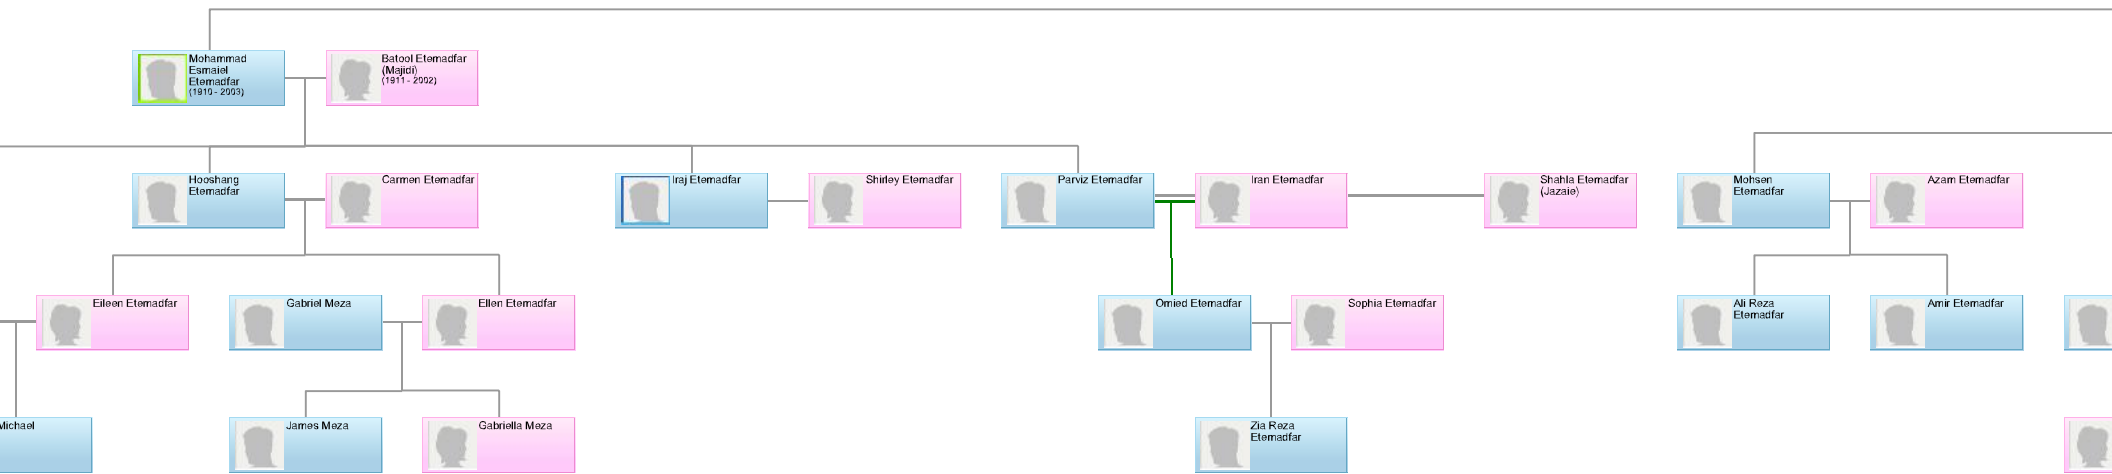 Mohammad
Esmaiel
Etemadfar
(1910 - 2003)
Batool Etemadfar
(Majidi)
(1911 - 2002)
Hooshang
Etemadfar
Carmen Etemadfar
Iraj Etemadfar
Shirley Etemadfar
Parviz Etemadfar
Iran Etemadfar
Shahla Etemadfar
(Jazaie)
Mohsen
Etemadfar
Azam Etemadfar
Eileen Etemadfar
Gabriel Meza
Ellen Etemadfar
Omied Etemadfar
Sophia Etemadfar
Ali Reza
Etemadfar
Amir Etemadfar
Michael
James Meza
Gabriella Meza
Zia Reza
Etemadfar